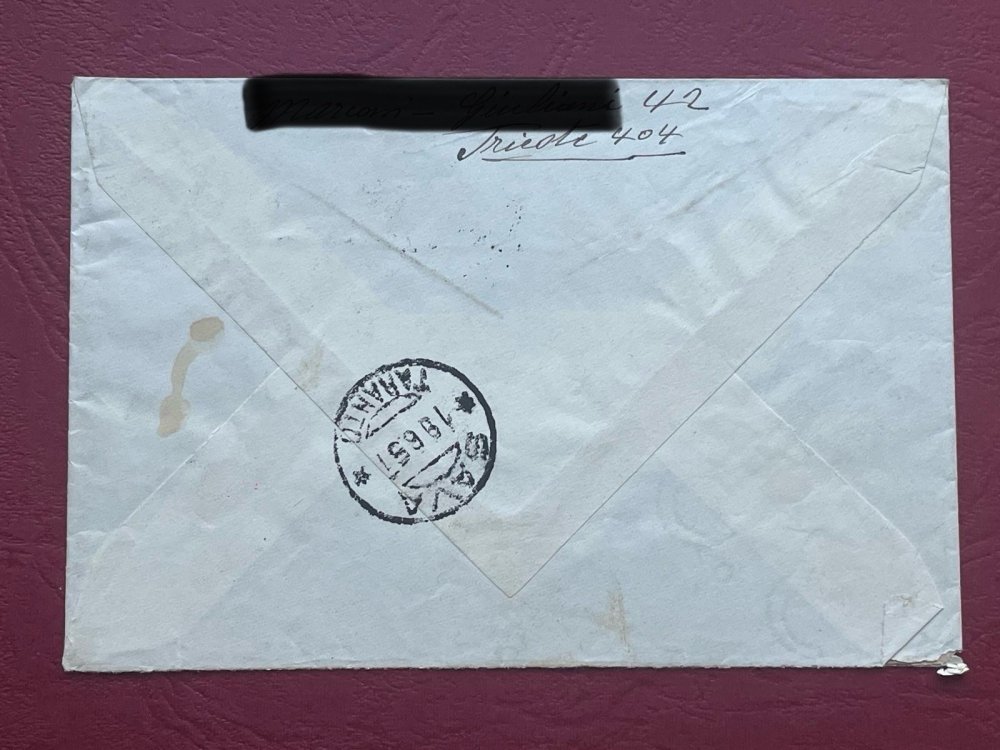 42
Trieste 404
SAVA
19 6 57
TARANTO